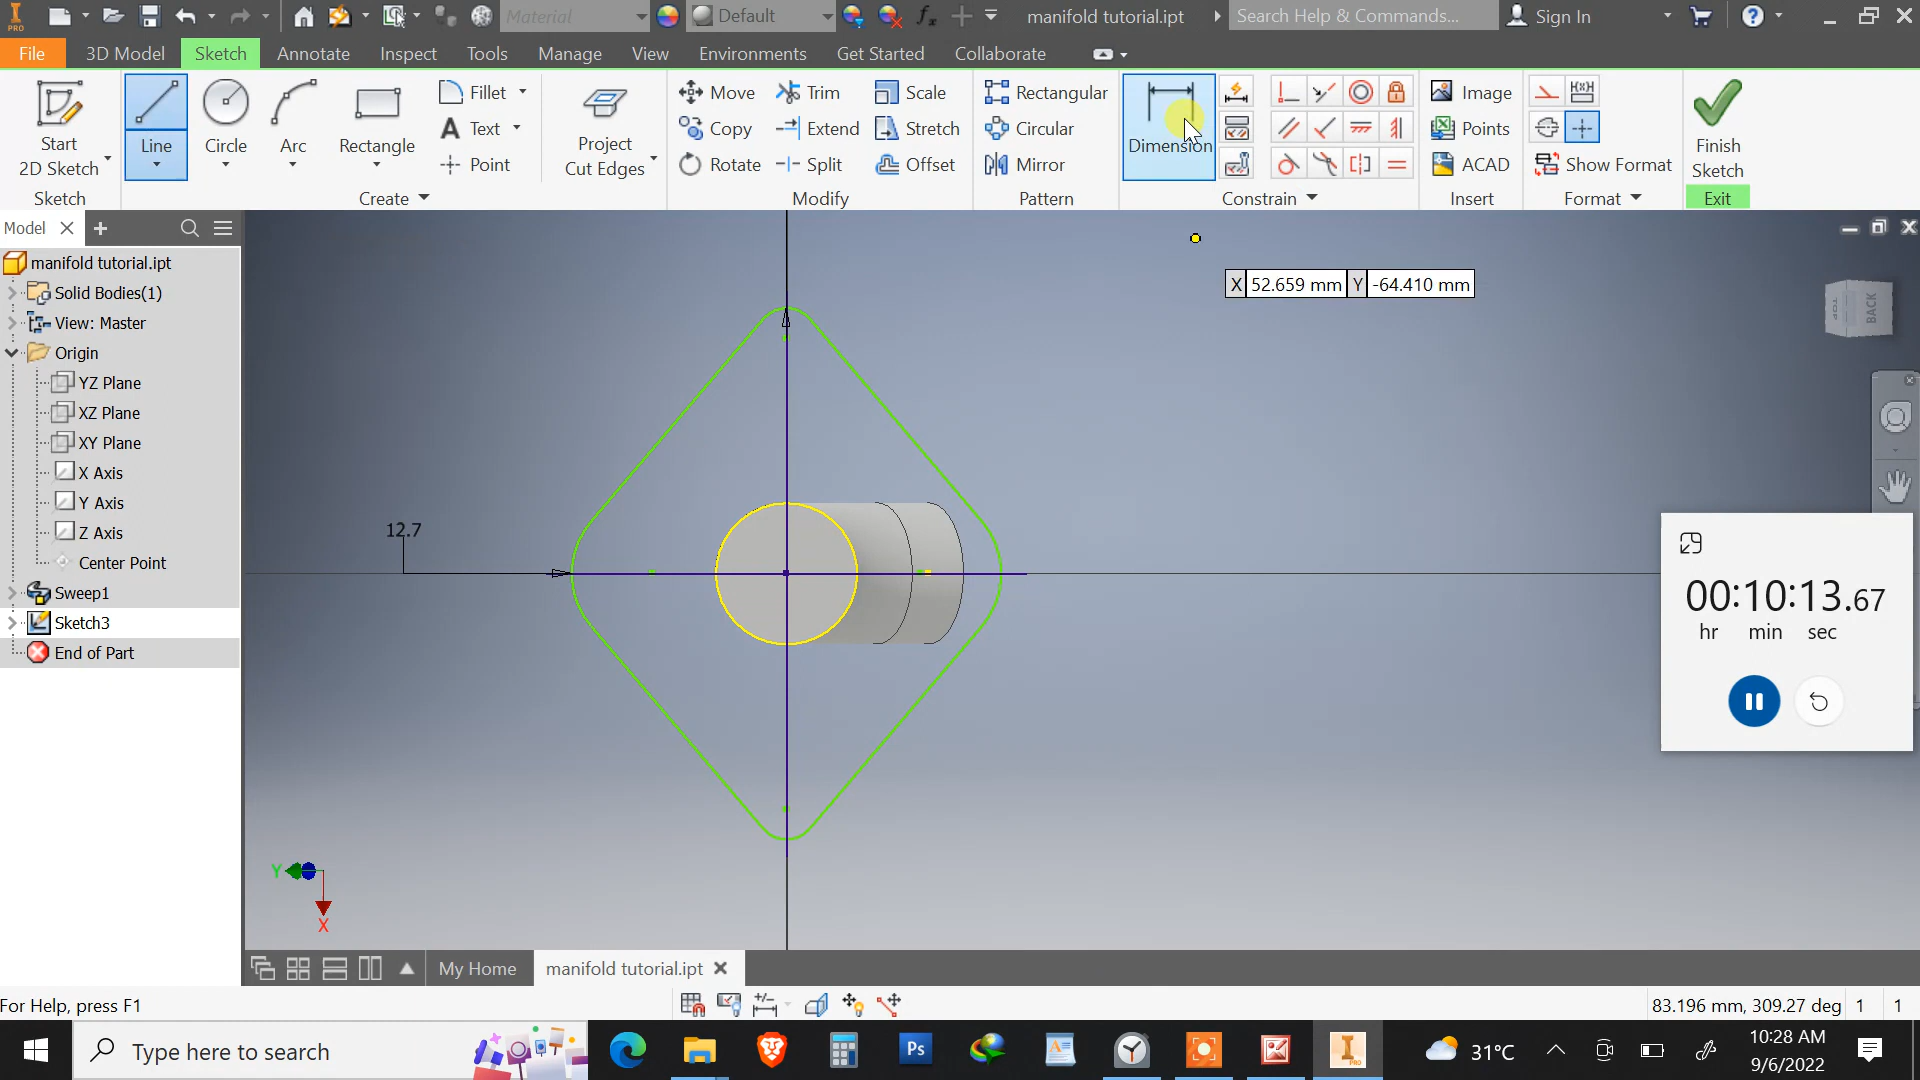 PRO
Material
Default
fx
manifold tutorial.ipt
Search Help & Commands...
Sign In
File
3D Model
Sketch
Annotate
Inspect
Tools
Manage
View
Environments
Get Started
Collaborate
Start
2D Sketch
Line
Circle
Arc
Rectangle
Fillet
Text
Point
Project
Cut Edges
Move
Copy
Rotate
Trim
Extend
Split
Scale
Stretch
Offset
Rectangular
Circular
Mirror
Dimension
Image
Points
ACAD
Show Format
Finish
Sketch
Sketch
Create
Modify
Pattern
Constrain
Insert
Format
Exit
Model
manifold tutorial.ipt
Solid Bodies(1)
View: Master
Origin
YZ Plane
XZ Plane
XY Plane
X Axis
Y Axis
Z Axis
Center Point
Sweep1
Sketch3
End of Part
X 52.659 mm Y -64.410 mm
TOP
BACK
12.7
00:10:13.67
hr min sec
Y
X
My Home
manifold tutorial.ipt
For Help, press F1
83.196 mm, 309.27 deg 1 1
Type here to search
Ps
PRO
31°C
10:28 AM
9/6/2022